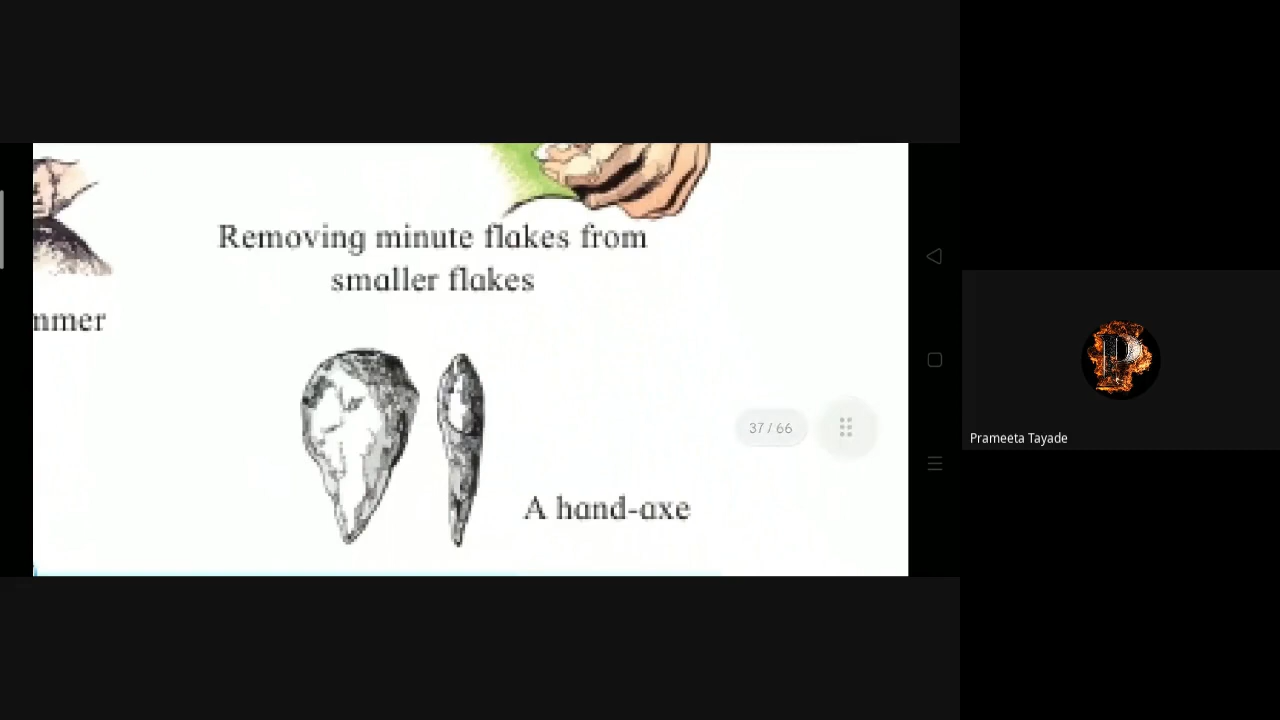 Removing minute flakes from
smaller flakes
nmer
A hand-axe
37 / 66
Prameeta Tayade